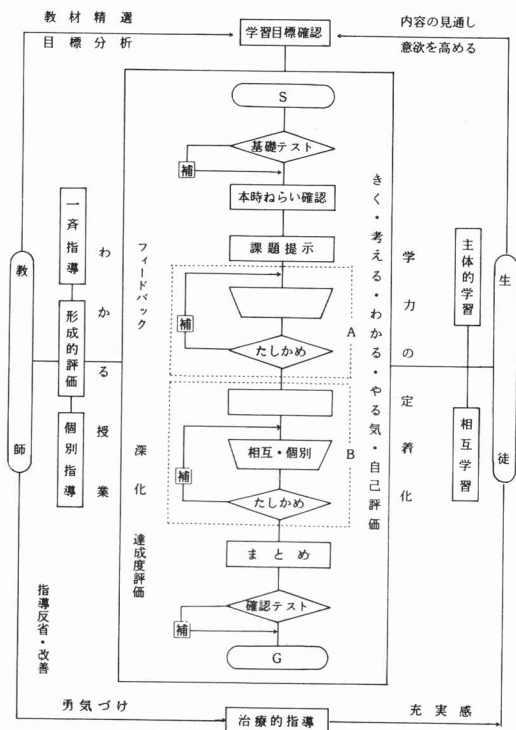 教材精選
目標分析
学習目標確認
内容の見通し
意欲を高める
S
基礎テスト
補
本時ねらい確認
課題提示
補
たしかめ
A
相互・個別
補
たしかめ
B
まとめ
確認テスト
補
G
フィードバック
深化
達成度評価
きく・考える・わかる・やる気・自己評価
教師
一斉指導
形成的評価
個別指導
わかる授業
学力の定着化
主体的学習
相互学習
生徒
指導反省・改善
勇気づけ
治療的指導
充実感